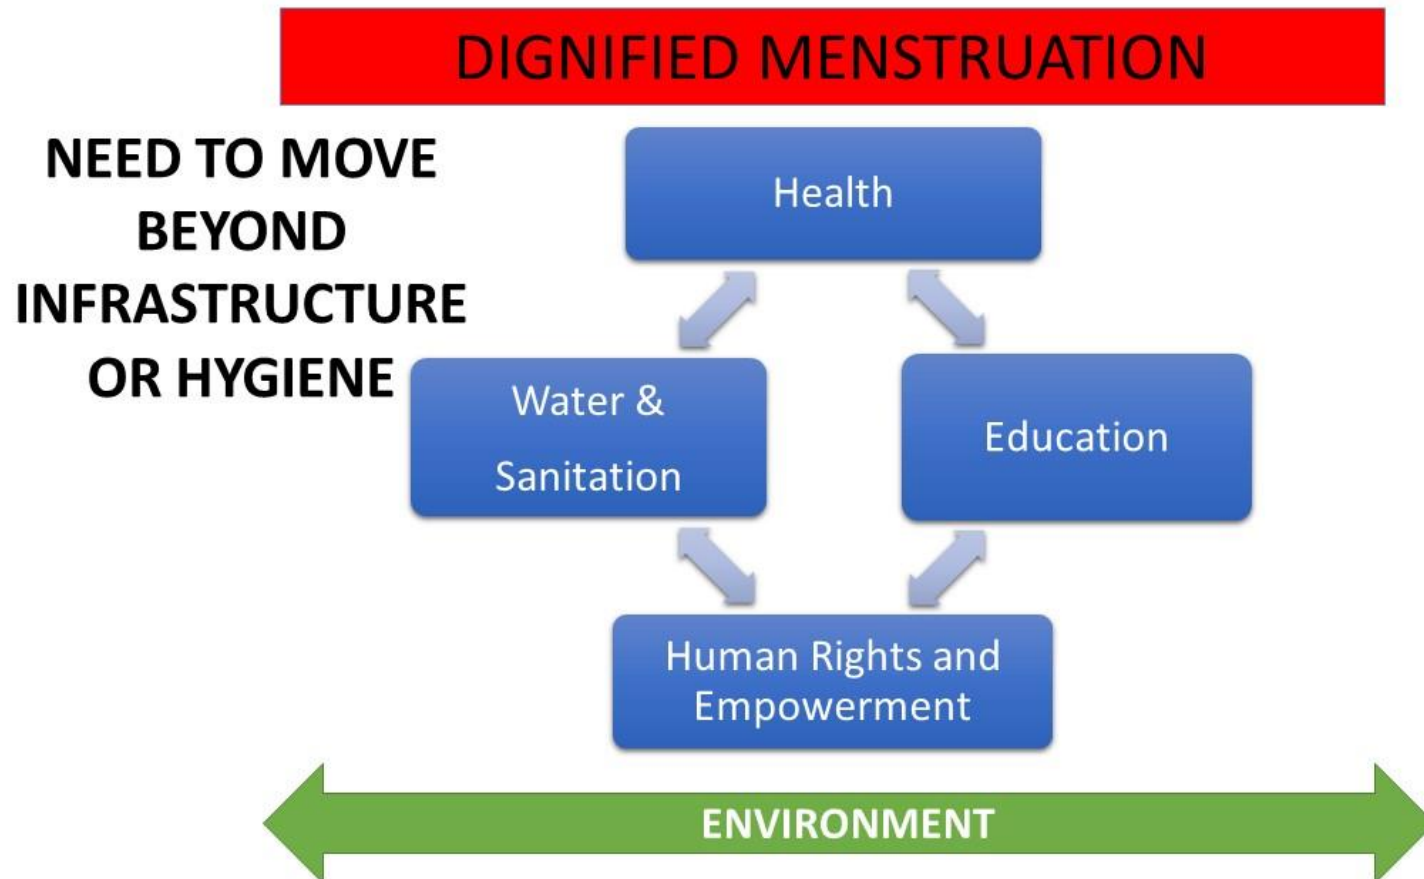 DIGNIFIED MENSTRUATION
NEED TO MOVE
BEYOND
INFRASTRUCTURE
OR HYGIENE
Health
Water &
Sanitation
Education
Human Rights and
Empowerment
ENVIRONMENT